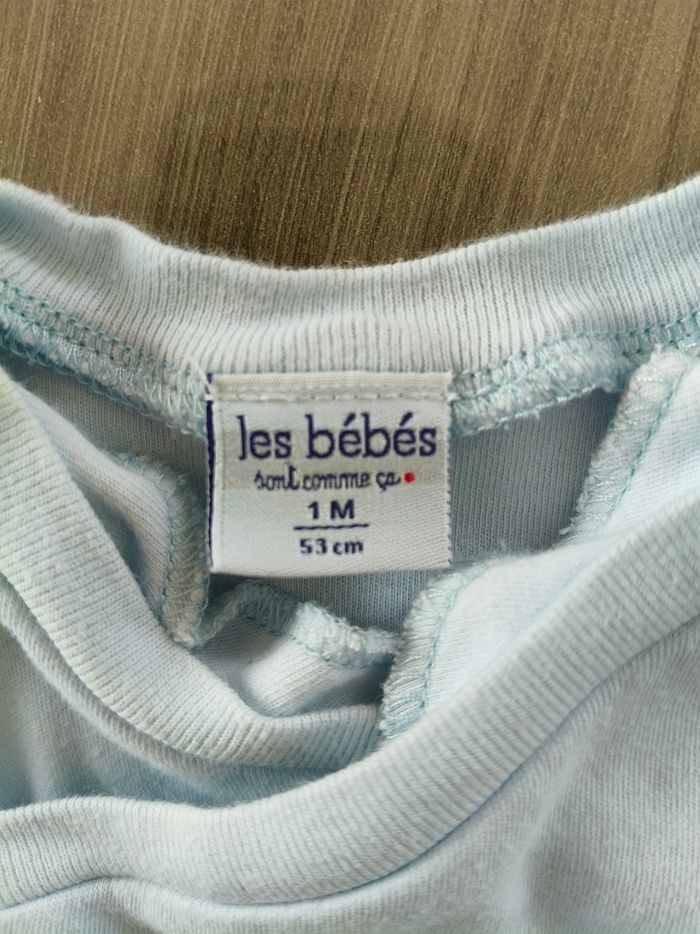 les bébés
sont comme ça
1 M
53 cm